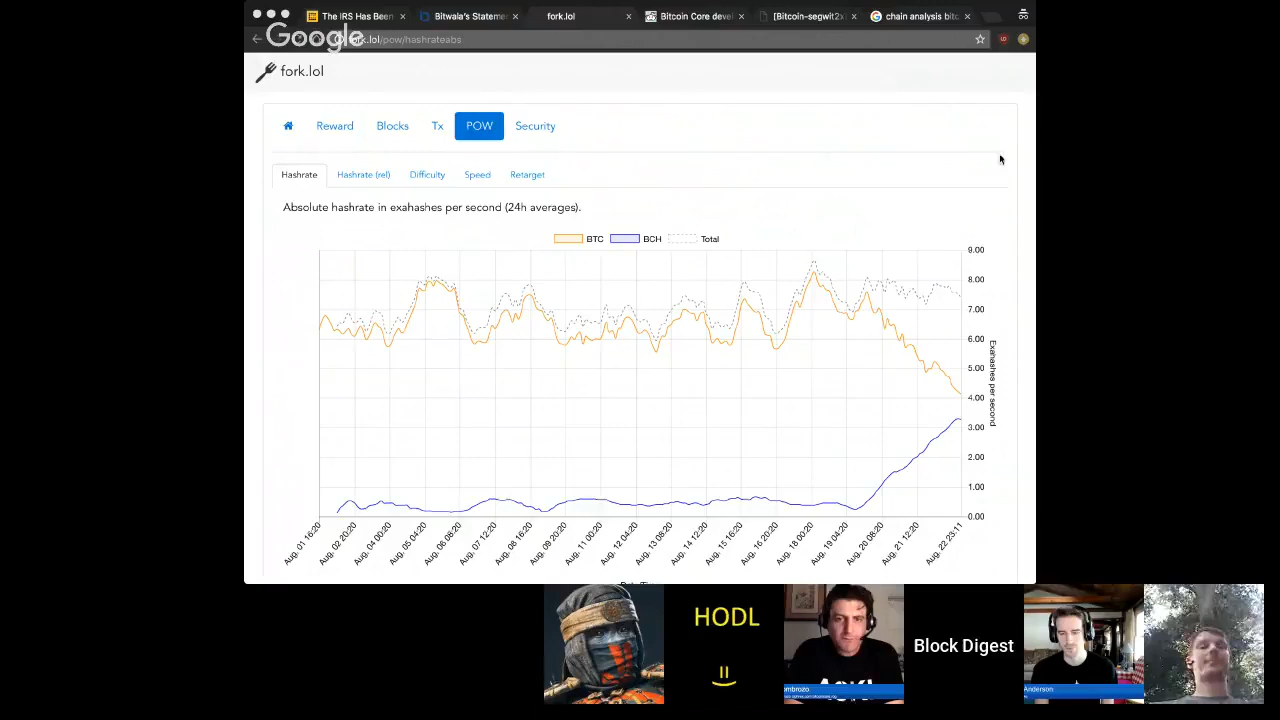 The IRS Has Been
Bitwala's Stateme
fork.lol
Bitcoin Core deve
[Bitcoin-segwit2x
chain analysis bitc
Google
fork.lol/pow/hashrateabs
fork.lol
Reward Blocks Tx POW Security
Hashrate Hashrate (rel) Difficulty Speed Retarget
Absolute hashrate in exahashes per second (24h averages).
BTC BCH Total
9.00
8.00
7.00
6.00
5.00
4.00
3.00
2.00
1.00
0.00
Exahashes per second
Aug. 01 16:20
Aug. 02 20:20
Aug. 04 00:20
Aug. 05 04:20
Aug. 06 08:20
Aug. 07 12:20
Aug. 08 16:20
Aug. 09 20:20
Aug. 11 00:20
Aug. 12 04:20
Aug. 13 08:20
Aug. 14 12:20
Aug. 15 16:20
Aug. 16 20:20
Aug. 18 00:20
Aug. 19 04:20
Aug. 20 08:20
Aug. 21 12:20
Aug. 22 23:11
HODL
=)
Block Digest
ombrozo
Anderson